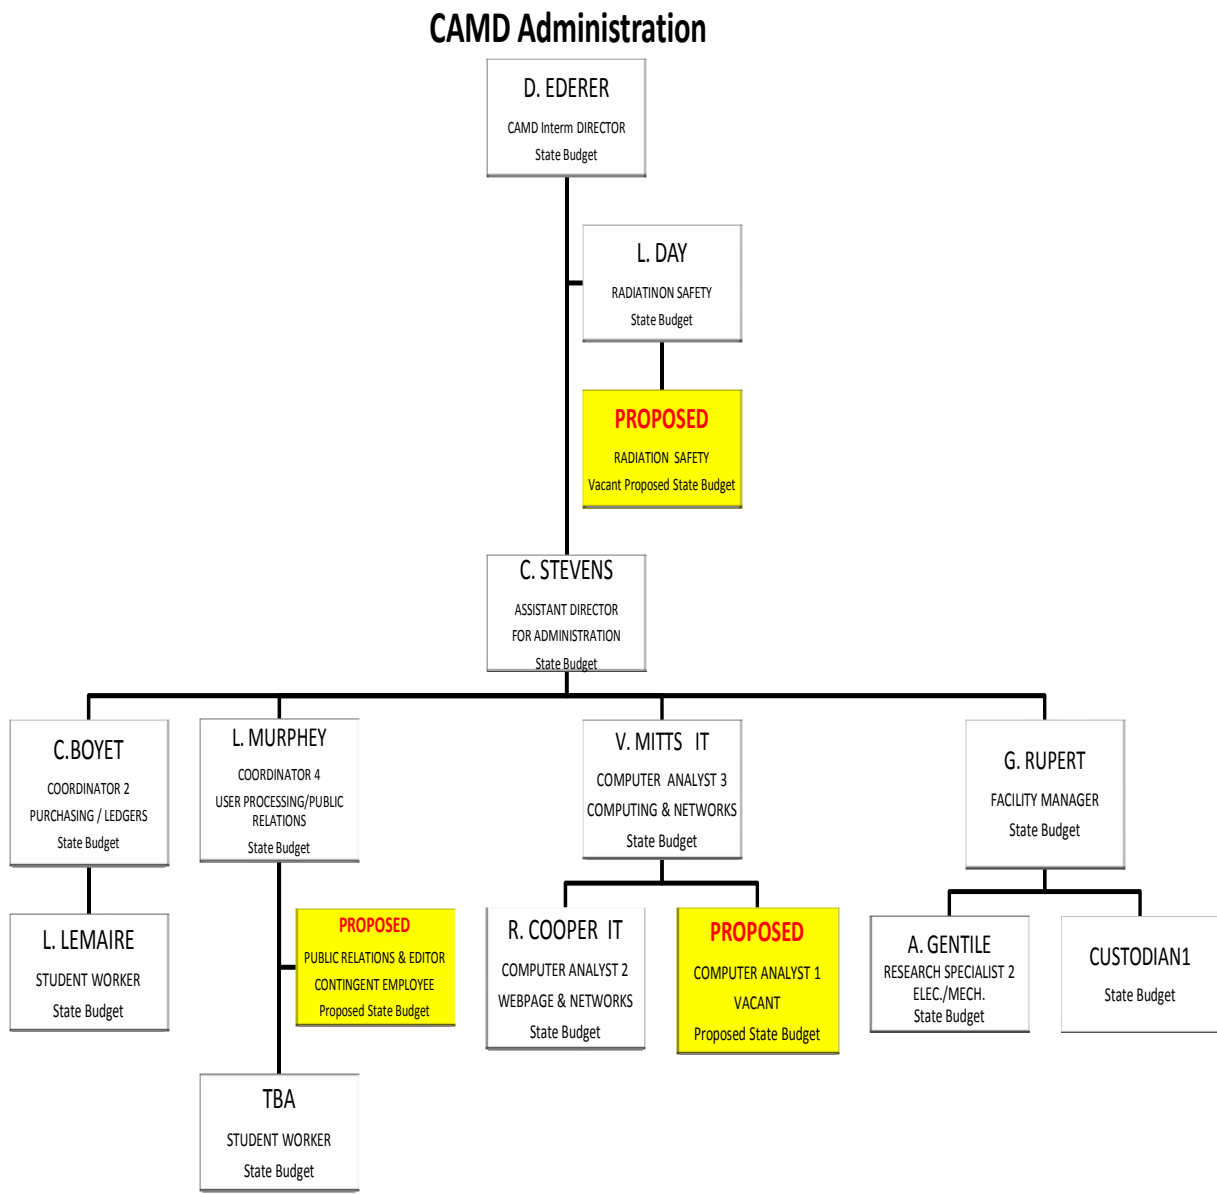 CAMD Administration
D. EDERER
CAMD Interm DIRECTOR
State Budget
L. DAY
RADIATINON SAFETY
State Budget
PROPOSED
RADIATION SAFETY
Vacant Proposed State Budget
C. STEVENS
ASSISTANT DIRECTOR
FOR ADMINISTRATION
State Budget
C.BOYET
COORDINATOR 2
PURCHASING / LEDGERS
State Budget
L. MURPHEY
COORDINATOR 4
USER PROCESSING/PUBLIC
RELATIONS
State Budget
V. MITTS IT
COMPUTER ANALYST 3
COMPUTING & NETWORKS
State Budget
G. RUPERT
FACILITY MANAGER
State Budget
L. LEMAIRE
STUDENT WORKER
State Budget
PROPOSED
PUBLIC RELATIONS & EDITOR
CONTINGENT EMPLOYEE
Proposed State Budget
R. COOPER IT
COMPUTER ANALYST 2
WEBPAGE & NETWORKS
State Budget
PROPOSED
COMPUTER ANALYST 1
VACANT
Proposed State Budget
A. GENTILE
RESEARCH SPECIALIST 2
ELEC./MECH.
State Budget
CUSTODIAN1
State Budget
TBA
STUDENT WORKER
State Budget